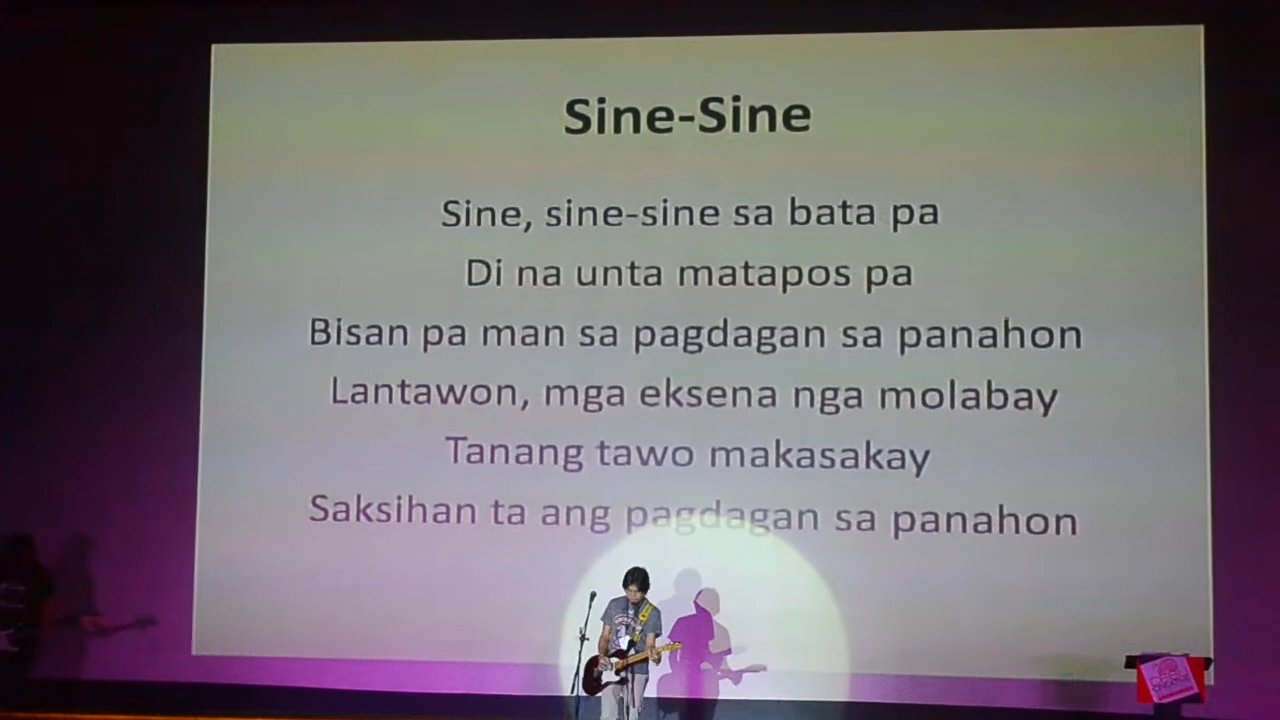 Sine-Sine
Sine, sine-sine sa bata pa
Di na unta matapos pa
Bisan pa man sa pagdagan sa panahon
Lantawon, mga eksena nga molabay
Tanang tawo makasakay
Saksihan ta ang pagdagan sa panahon